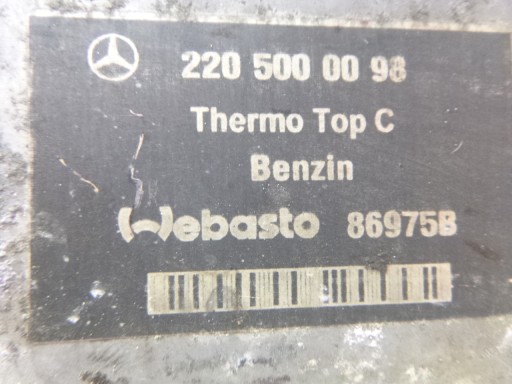 220 500 00 98
Thermo Top C
Benzin
Webasto 86975B